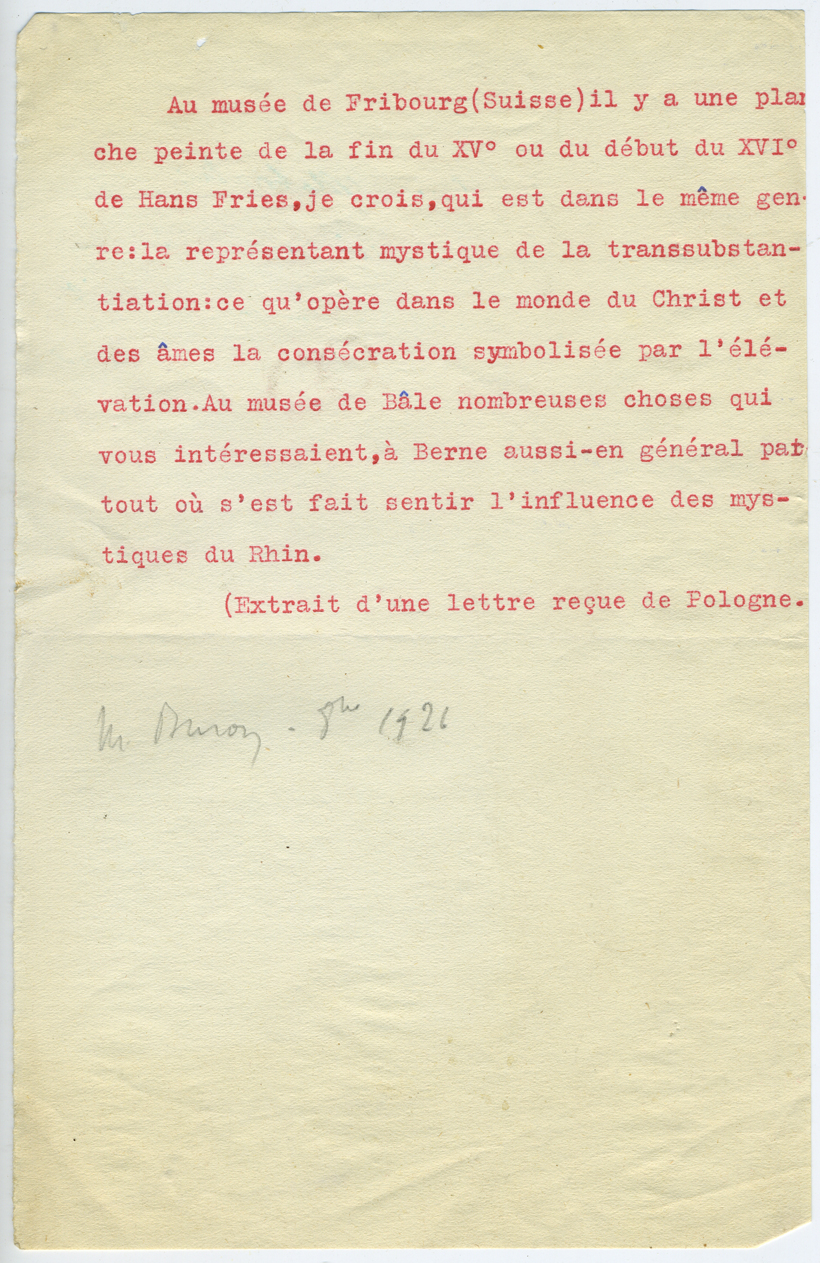 Au musée de Fribourg(Suisse)il y a une plan
che peinte de la fin du XV° ou du début du XVI°
de Hans Fries,je crois,qui est dans le même gen-
re:la représentant mystique de la transsubstan-
tiation:ce qu'opère dans le monde du Christ et
des âmes la consécration symbolisée par l'élé-
vation.Au musée de Bâle nombreuses choses qui
vous intéressaient,à Berne aussi-en général par
tout où s'est fait sentir l'influence des mys-
tiques du Rhin.
(Extrait d'une lettre reçue de Pologne.
M. - 1926